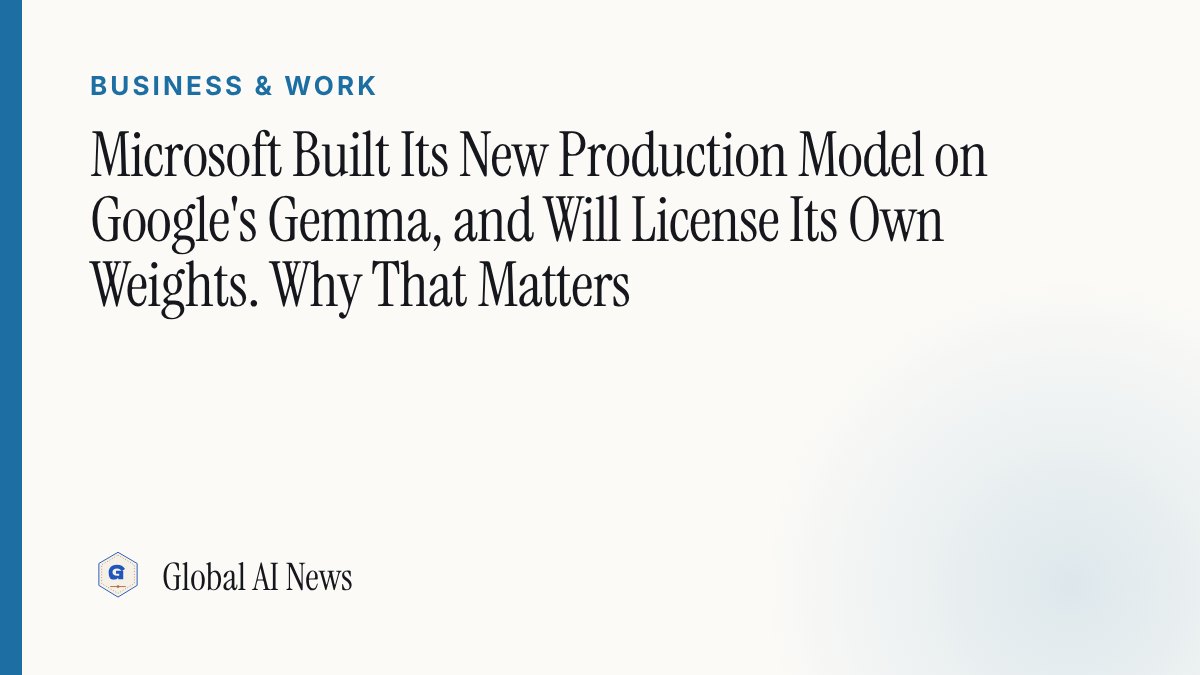 BUSINESS & WORK
Microsoft Built Its New Production Model on
Google's Gemma, and Will License Its Own
Weights. Why That Matters
G
Global AI News